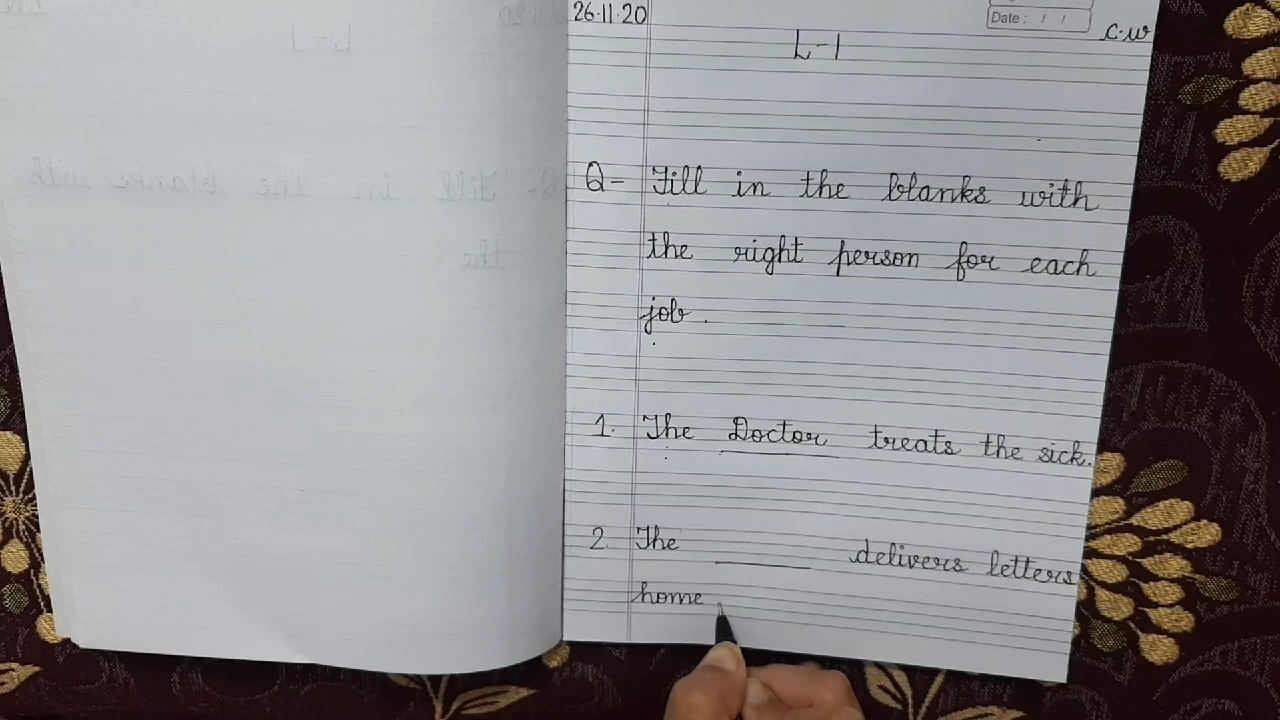 26.11.20
Date: / /
C.W
L-1
Q- Fill in the blanks with
the right person for each
job.
1. The Doctor treats the sick.
2. The ______ delivers letters
home